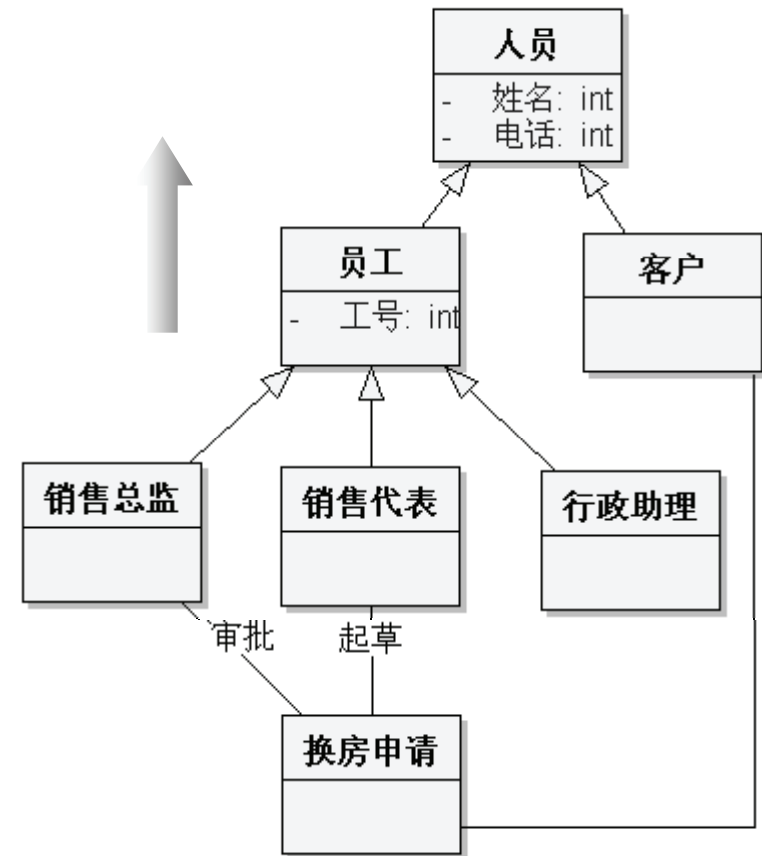 人员
- 姓名: int
- 电话: int
员工
- 工号: int
客户
销售总监
销售代表
行政助理
审批
起草
换房申请